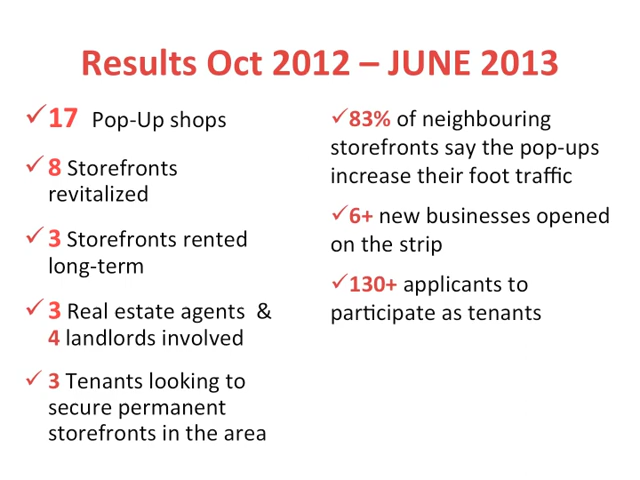 Results Oct 2012 – JUNE 2013
✓17 Pop-Up shops
✓ 8 Storefronts
revitalized
✓ 3 Storefronts rented
long-term
✓ 3 Real estate agents &
4 landlords involved
✓ 3 Tenants looking to
secure permanent
storefronts in the area
✓83% of neighbouring
storefronts say the pop-ups
increase their foot traffic
✓6+ new businesses opened
on the strip
✓130+ applicants to
participate as tenants